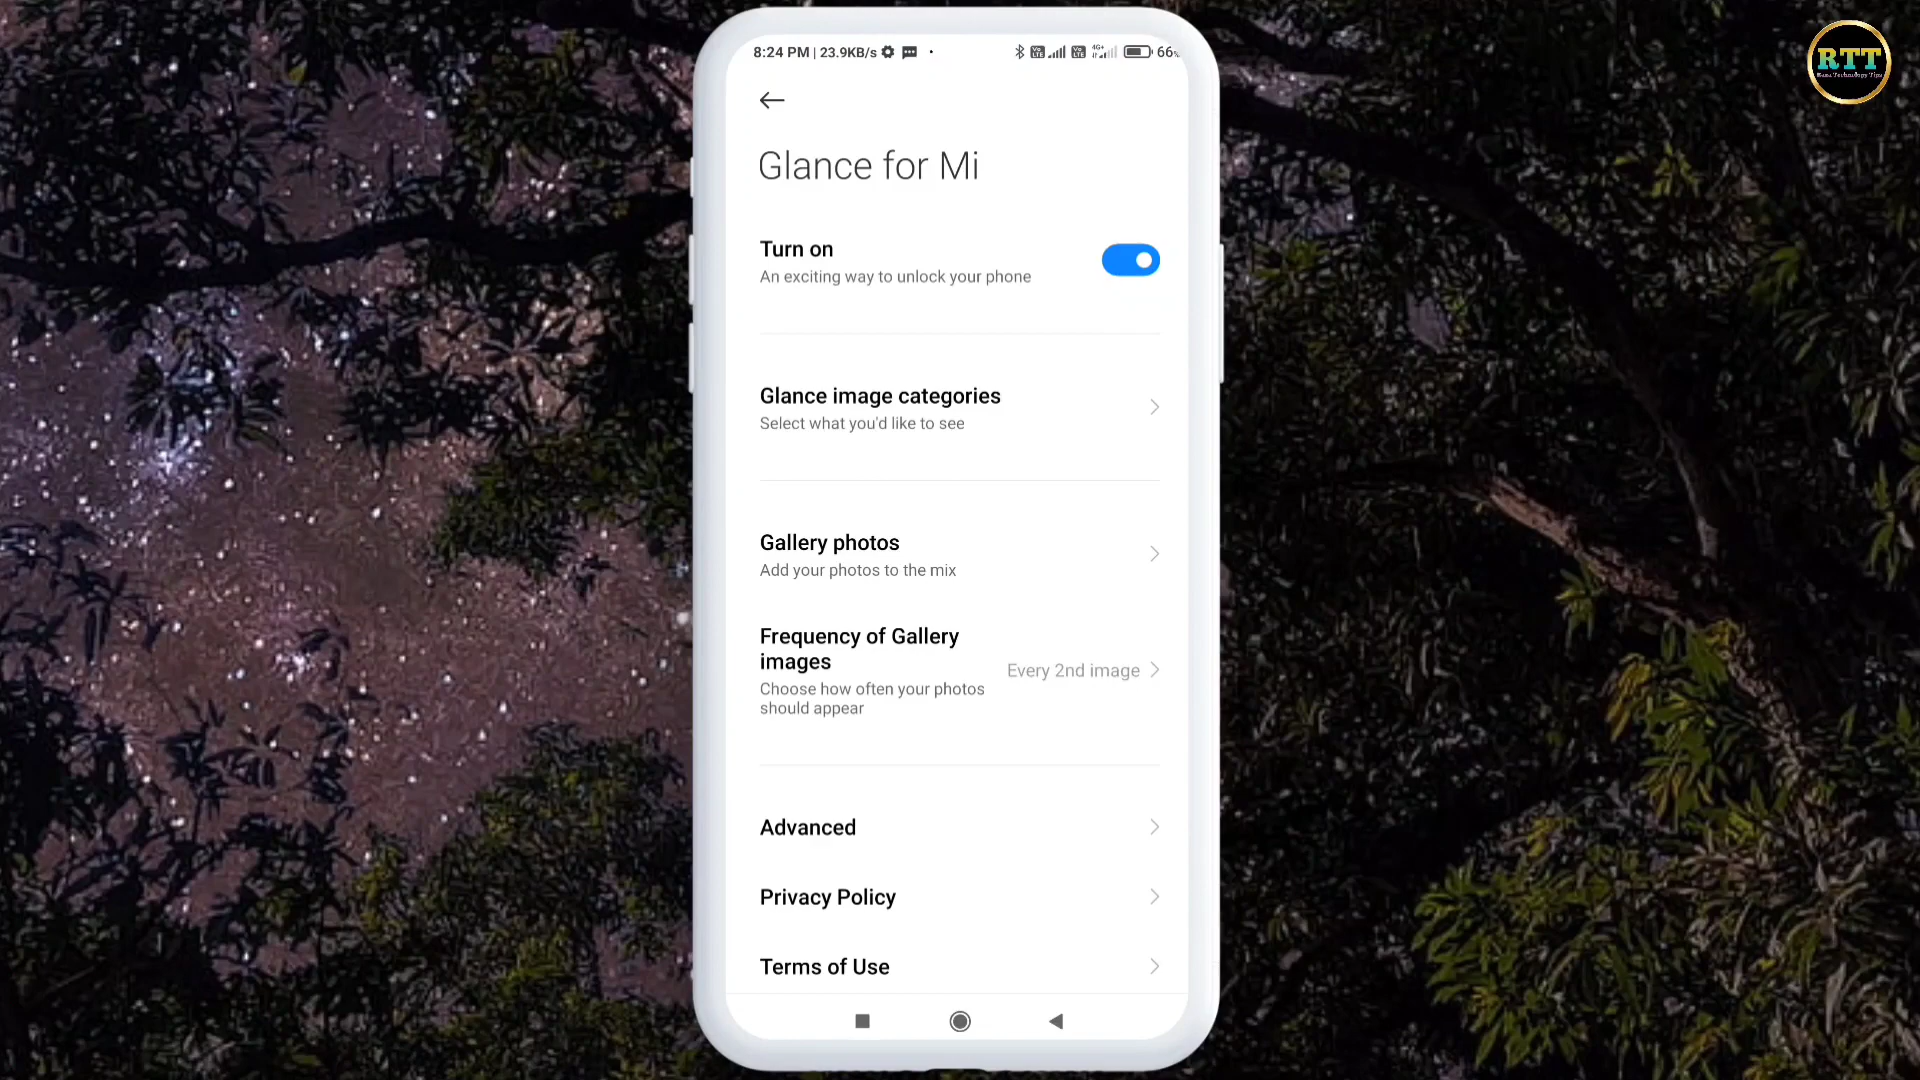 8:24 PM | 23.9KB/s
66%
RTT
Glance for Mi
Turn on
An exciting way to unlock your phone
Glance image categories
Select what you'd like to see
Gallery photos
Add your photos to the mix
Frequency of Gallery
images
Every 2nd image
Choose how often your photos
should appear
Advanced
Privacy Policy
Terms of Use